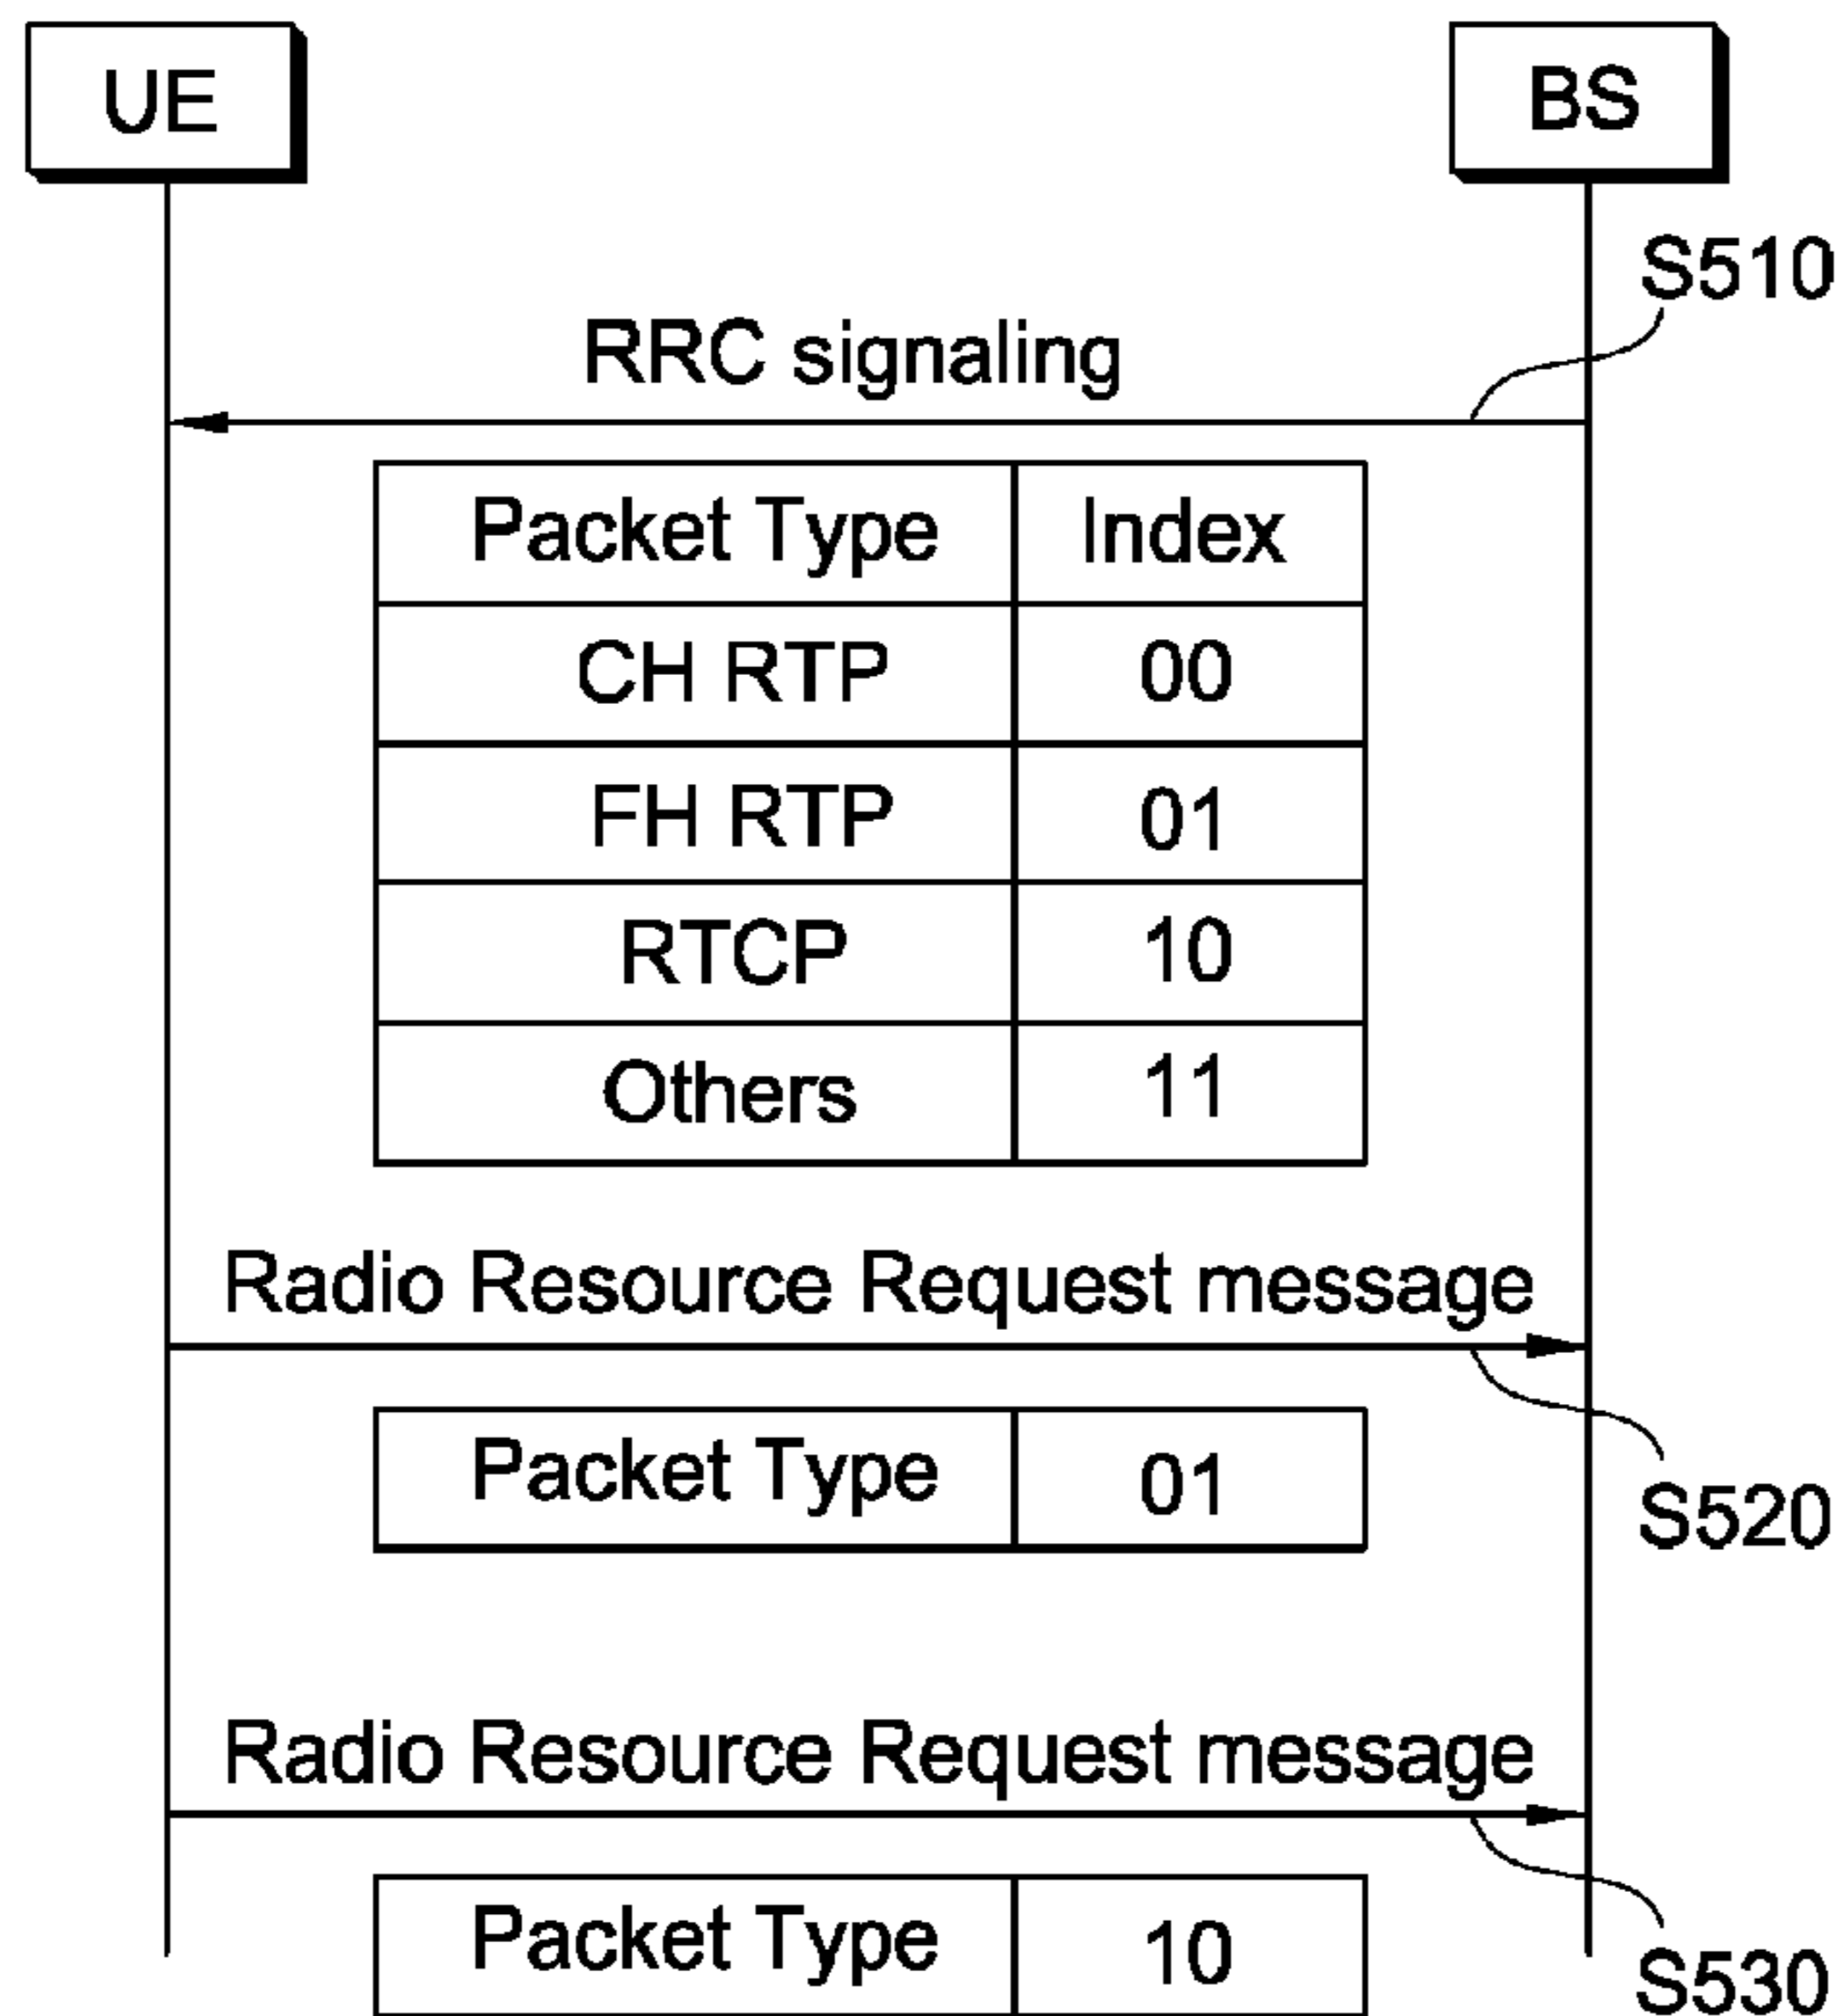 UE BS
S510
RRC signaling
Packet Type Index
CH RTP 00
FH RTP 01
RTCP 10
Others 11
Radio Resource Request message
Packet Type 01
S520
Radio Resource Request message
Packet Type 10
S530